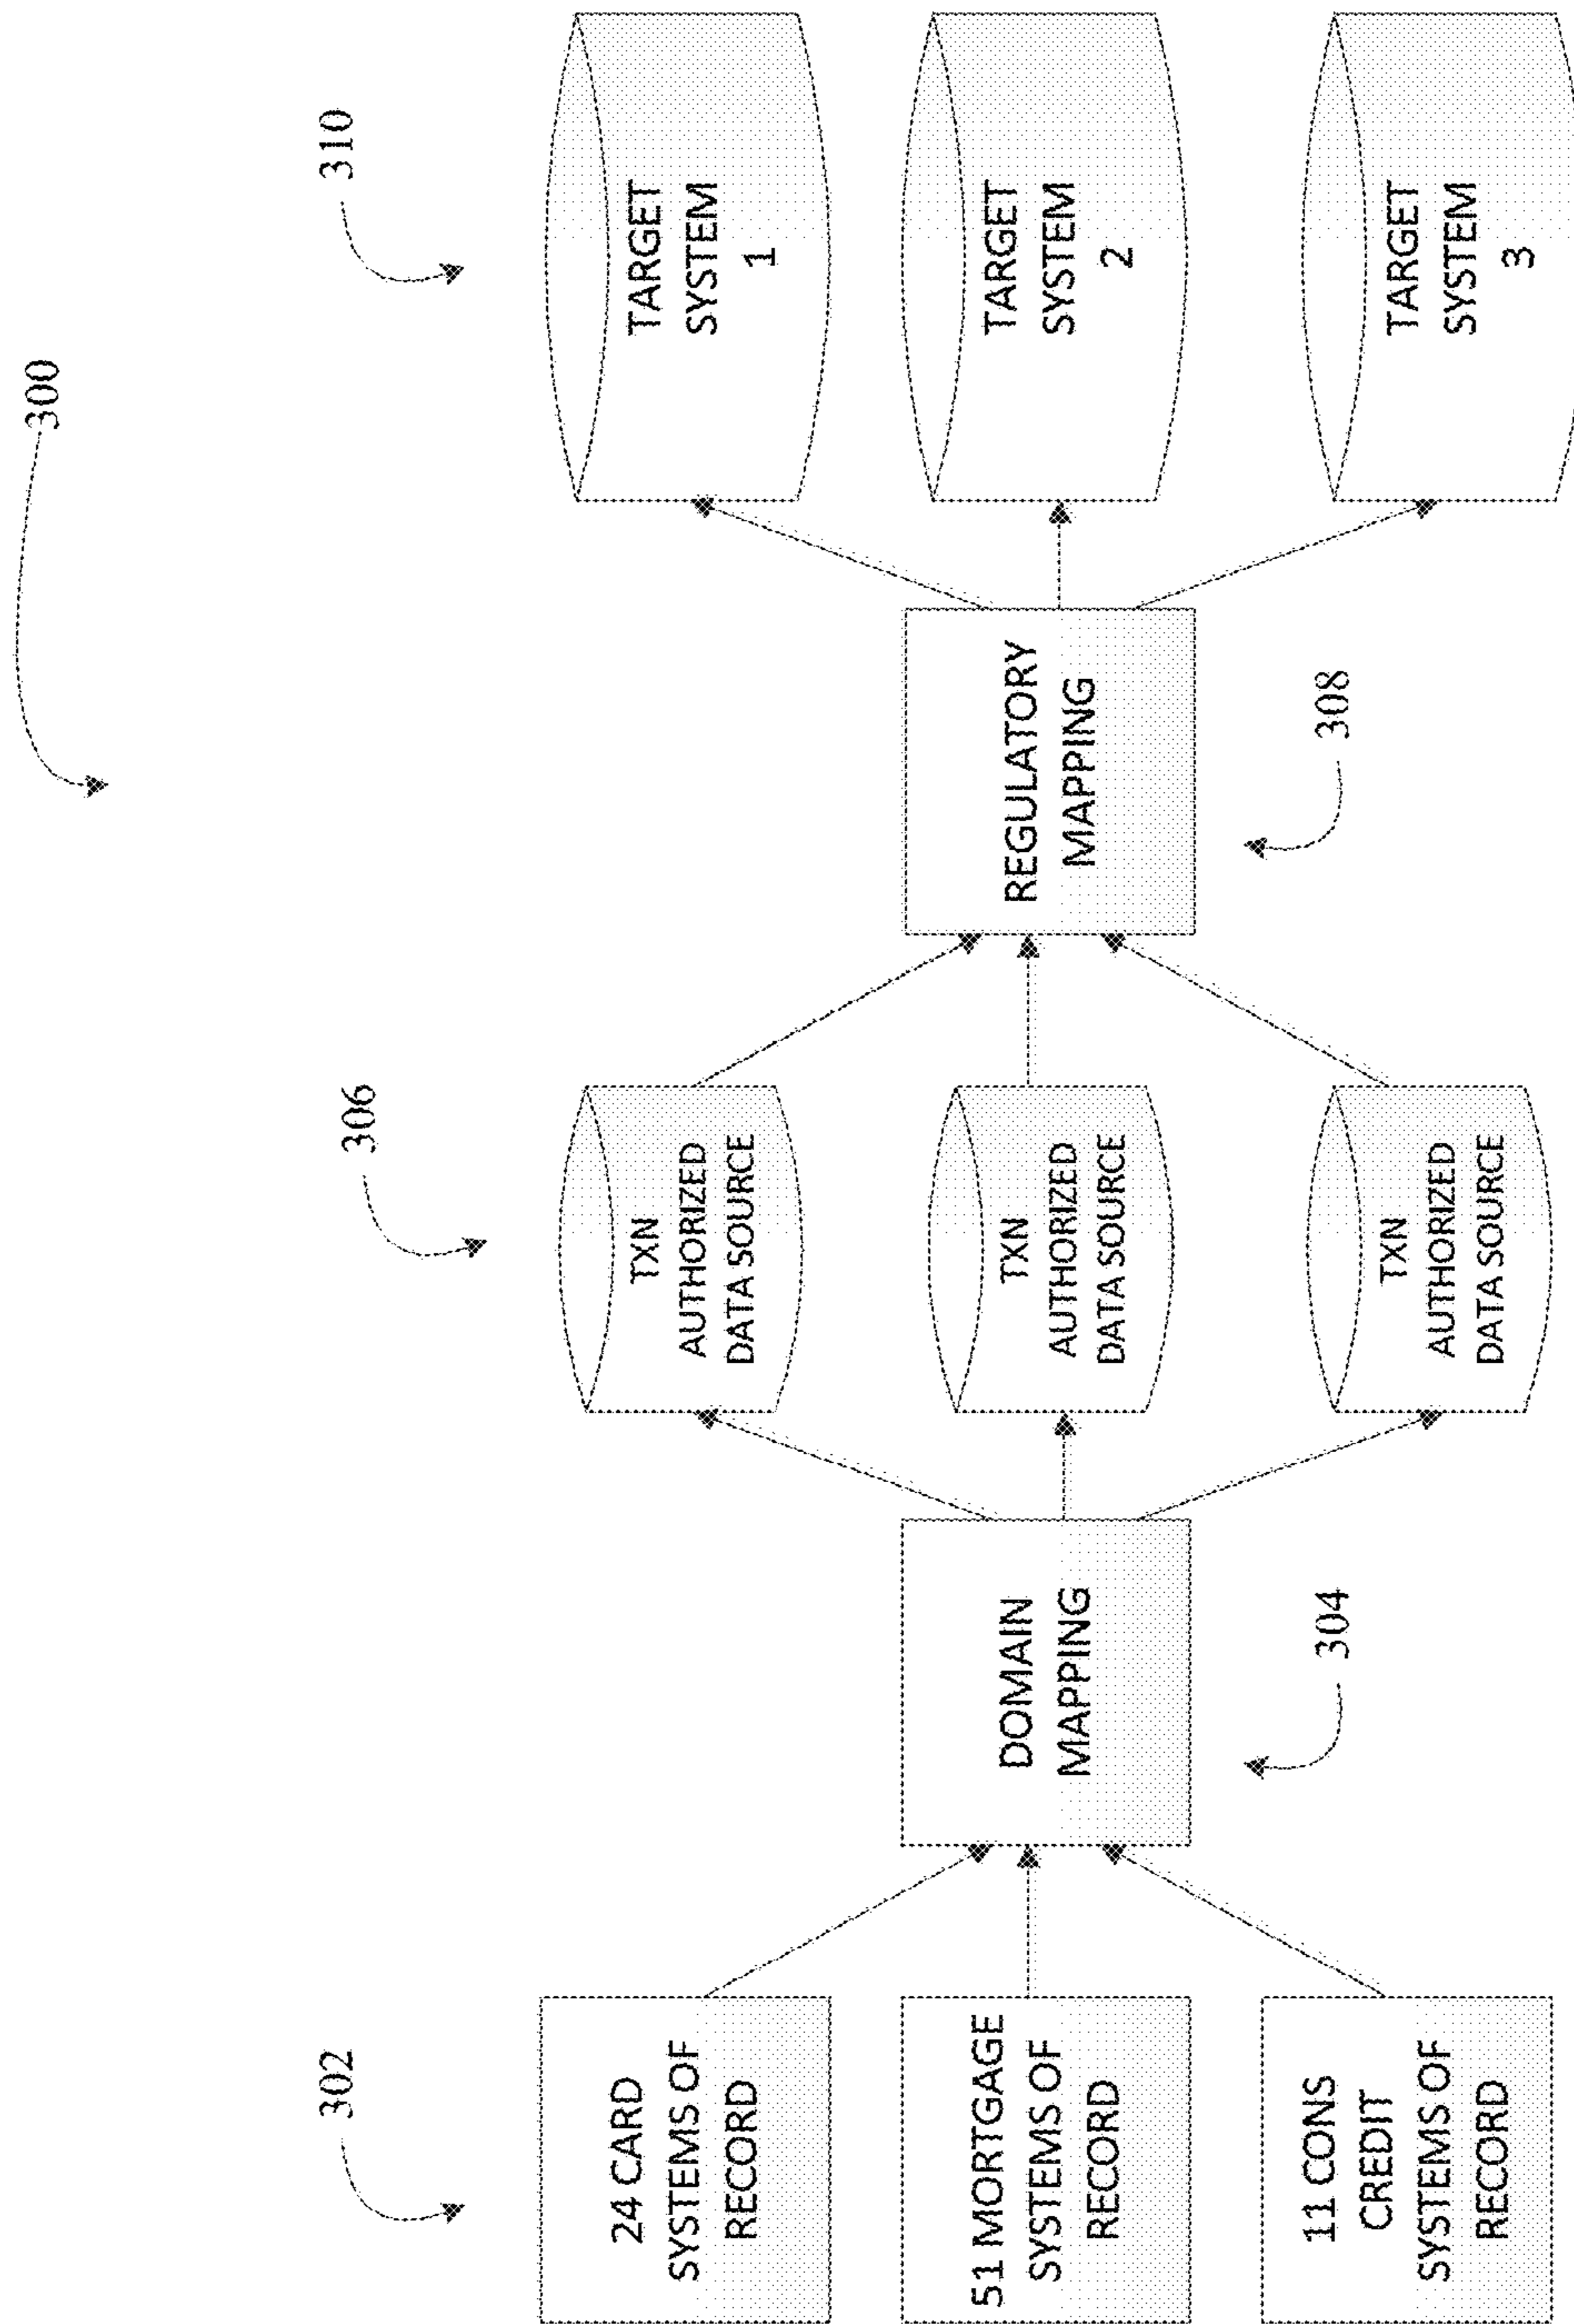 300
302
24 CARD
SYSTEMS OF
RECORD
51 MORTGAGE
SYSTEMS OF
RECORD
11 CONS
CREDIT
SYSTEMS OF
RECORD
DOMAIN
MAPPING
304
306
TXN
AUTHORIZED
DATA SOURCE
TXN
AUTHORIZED
DATA SOURCE
TXN
AUTHORIZED
DATA SOURCE
REGULATORY
MAPPING
308
310
TARGET
SYSTEM
1
TARGET
SYSTEM
2
TARGET
SYSTEM
3